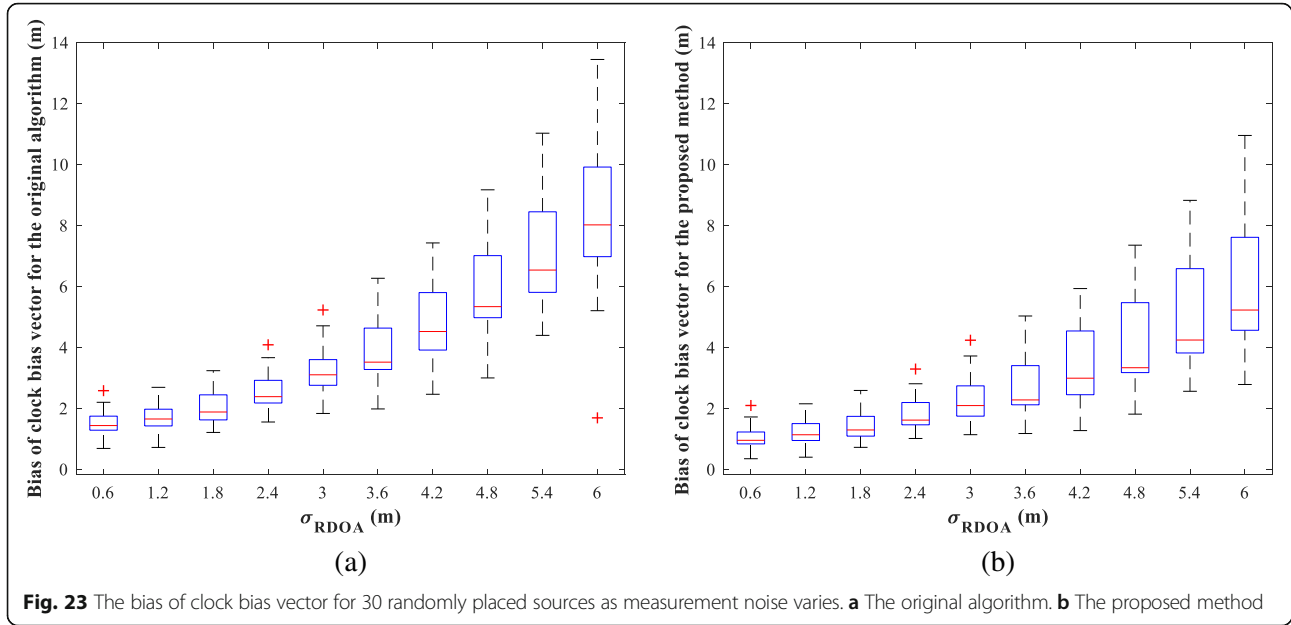 Bias of clock bias vector for the original algorithm (m)
14
12
10
8
6
4
2
0
0.6 1.2 1.8 2.4 3 3.6 4.2 4.8 5.4 6
σRDOA (m)
(a)
Bias of clock bias vector for the proposed method (m)
14
12
10
8
6
4
2
0
0.6 1.2 1.8 2.4 3 3.6 4.2 4.8 5.4 6
σRDOA (m)
(b)
Fig. 23 The bias of clock bias vector for 30 randomly placed sources as measurement noise varies. a The original algorithm. b The proposed method